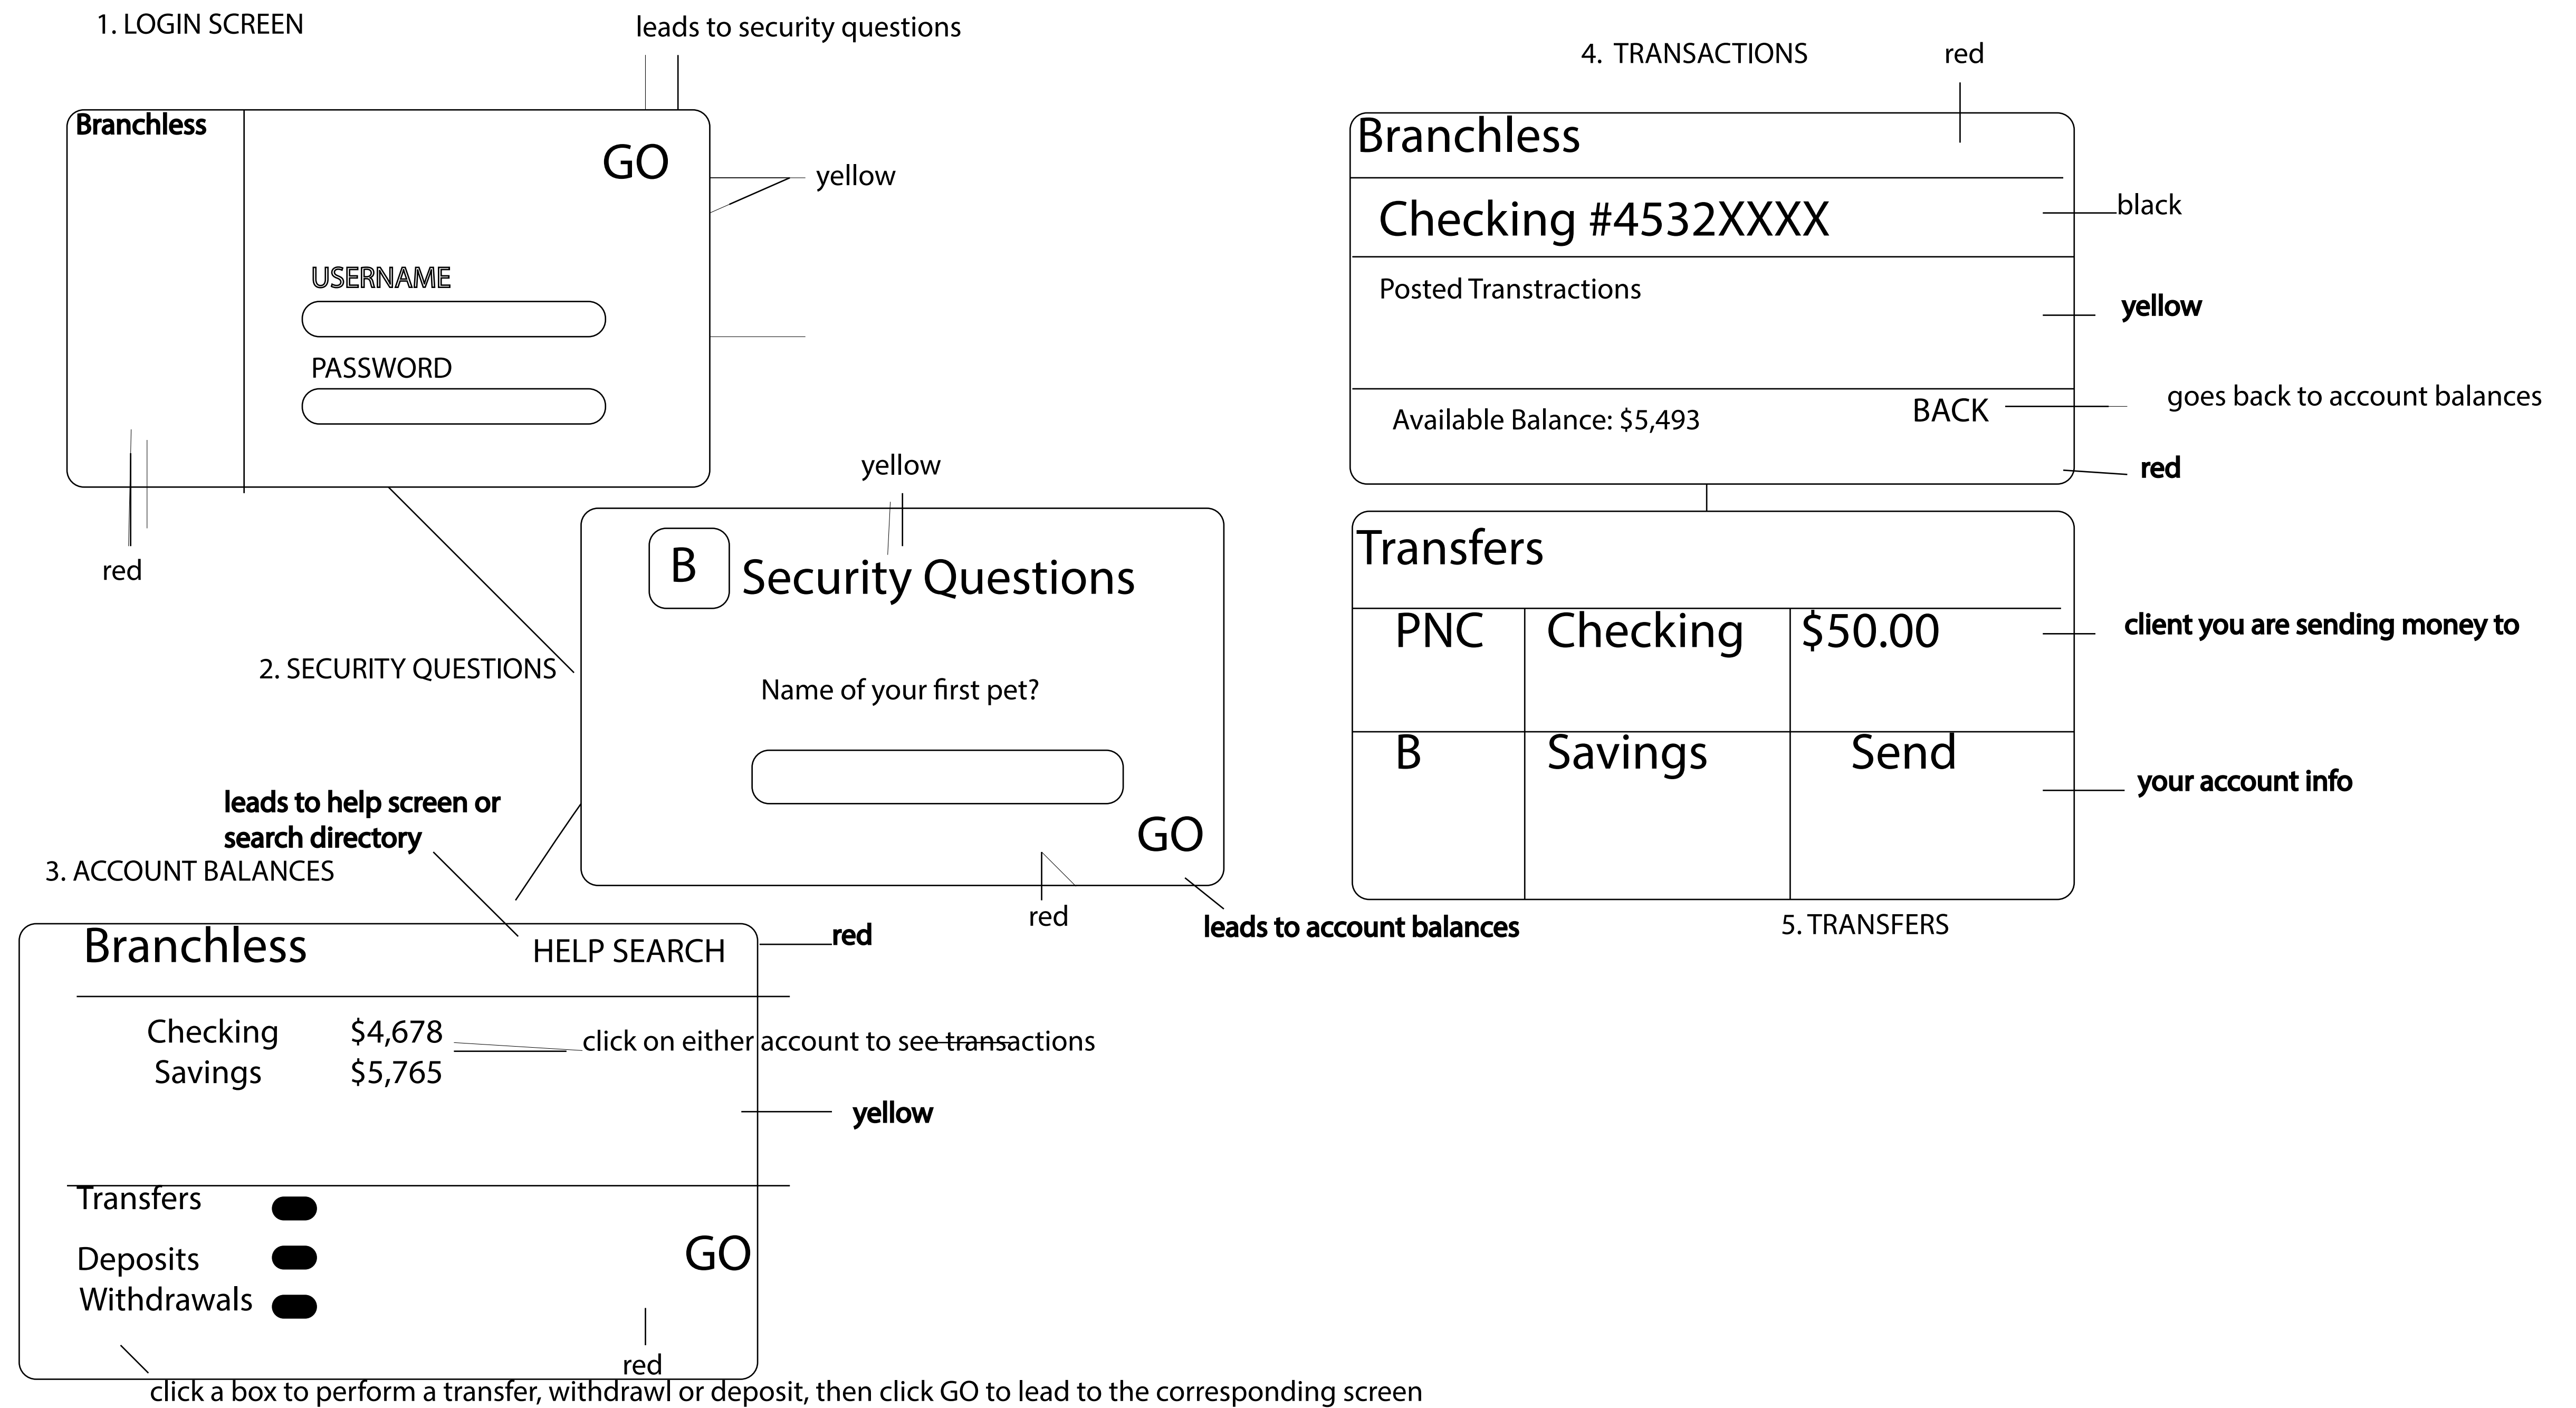 1. LOGIN SCREEN
leads to security questions
Branchless
GO
yellow
USERNAME
PASSWORD
red
yellow
B
Security Questions
2. SECURITY QUESTIONS
Name of your first pet?
GO
red
leads to account balances
leads to help screen or
search directory
3. ACCOUNT BALANCES
Branchless
HELP SEARCH
red
Checking $4,678
Savings $5,765
click on either account to see transactions
yellow
Transfers
Deposits
Withdrawals
GO
red
click a box to perform a transfer, withdrawl or deposit, then click GO to lead to the corresponding screen
4. TRANSACTIONS
red
Branchless
Checking #4532XXXX
black
Posted Transtractions
yellow
Available Balance: $5,493
BACK
goes back to account balances
red
Transfers
PNC Checking $50.00
client you are sending money to
B Savings Send
your account info
5. TRANSFERS